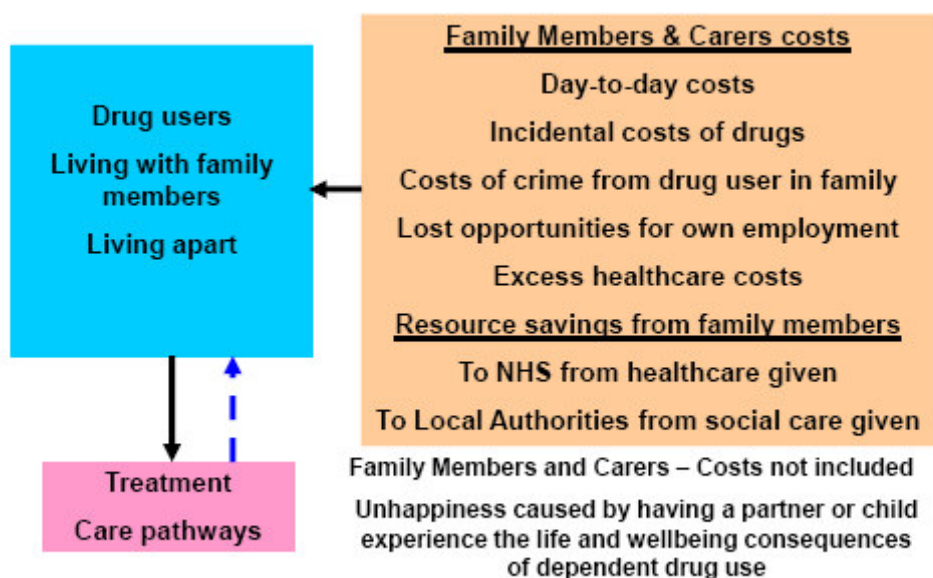 Drug users
Living with family
members
Living apart
Treatment
Care pathways
Family Members & Carers costs
Day-to-day costs
Incidental costs of drugs
Costs of crime from drug user in family
Lost opportunities for own employment
Excess healthcare costs
Resource savings from family members
To NHS from healthcare given
To Local Authorities from social care given
Family Members and Carers – Costs not included
Unhappiness caused by having a partner or child
experience the life and wellbeing consequences
of dependent drug use